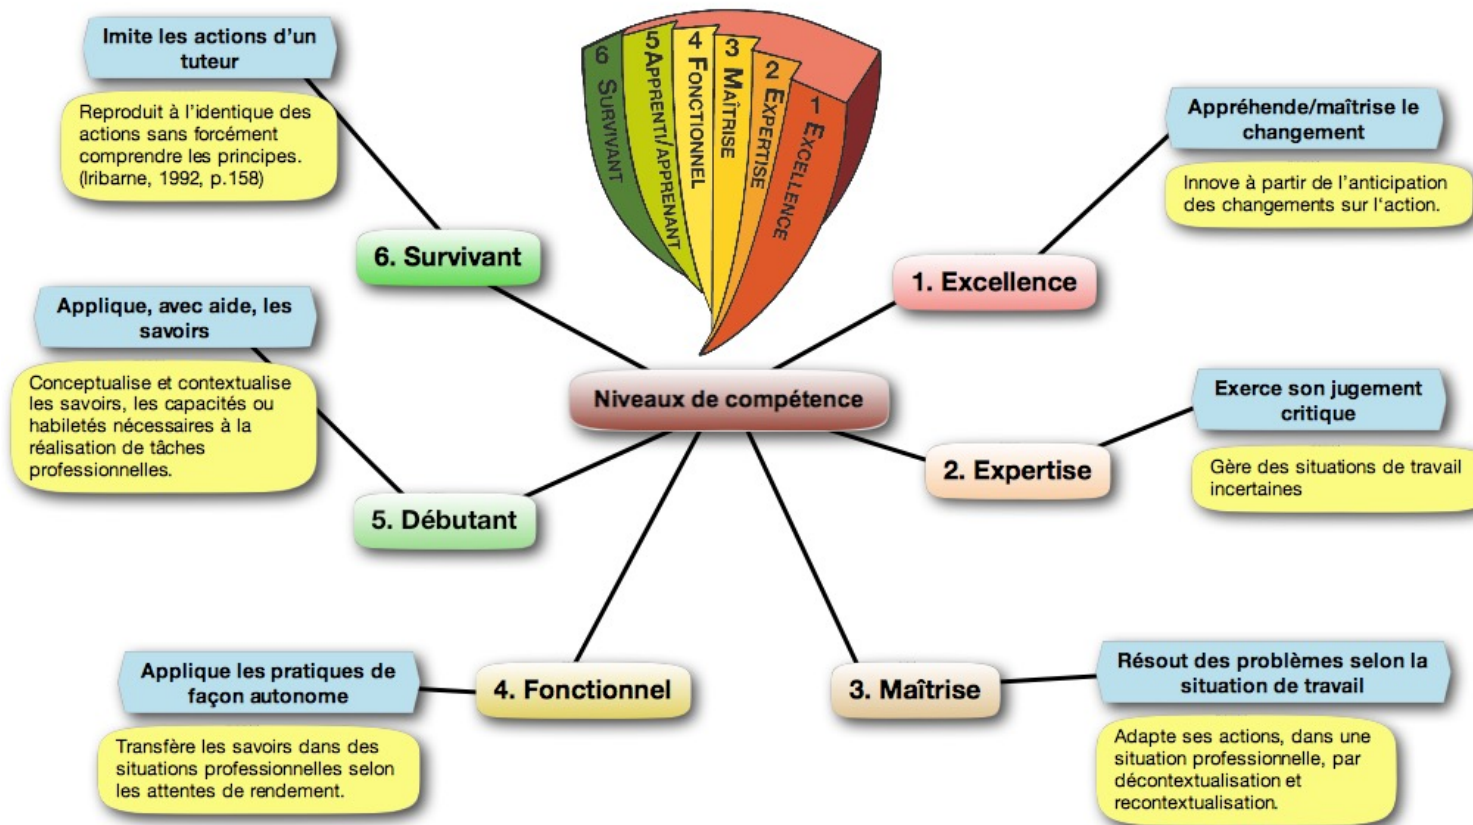 Imite les actions d’un
tuteur
Reproduit à l’identique des
actions sans forcément
comprendre les principes.
(Iribarne, 1992, p.158)
6. Survivant
6 SURVIVANT
5 APPRENTI/APPRENANT
4 FONCTIONNEL
3 MAÎTRISE
2 EXPERTISE
1 EXCELLENCE
Appréhende/maîtrise le
changement
Innove à partir de l’anticipation
des changements sur l‘action.
1. Excellence
Applique, avec aide, les
savoirs
Conceptualise et contextualise
les savoirs, les capacités ou
habiletés nécessaires à la
réalisation de tâches
professionnelles.
5. Débutant
Niveaux de compétence
Exerce son jugement
critique
Gère des situations de travail
incertaines
2. Expertise
Applique les pratiques de
façon autonome
Transfère les savoirs dans des
situations professionnelles selon
les attentes de rendement.
4. Fonctionnel
3. Maîtrise
Résout des problèmes selon la
situation de travail
Adapte ses actions, dans une
situation professionnelle, par
décontextualisation et
recontextualisation.